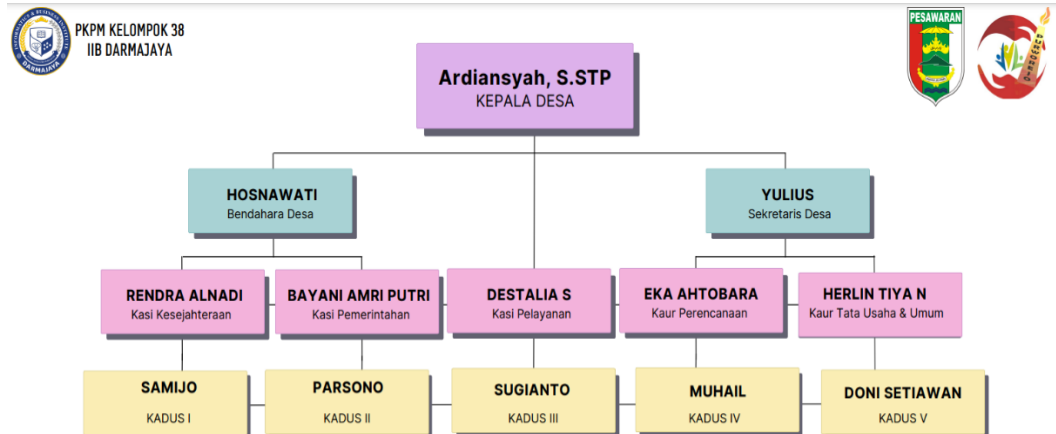 PKPM KELOMPOK 38
IIB DARMAJAYA
DARMAJAYA
PESAWARAN
Ardiansyah, S.STP
KEPALA DESA
HOSNAWATI
Bendahara Desa
YULIUS
Sekretaris Desa
RENDRA ALNADI
Kasi Kesejahteraan
BAYANI AMRI PUTRI
Kasi Pemerintahan
DESTALIA S
Kasi Pelayanan
EKA AHTOBARA
Kaur Perencanaan
HERLIN TIYA N
Kaur Tata Usaha & Umum
SAMIJO
KADUS I
PARSONO
KADUS II
SUGIANTO
KADUS III
MUHAIL
KADUS IV
DONI SETIAWAN
KADUS V